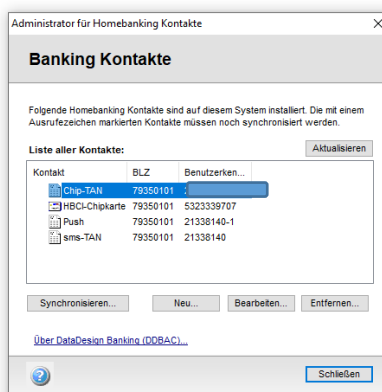 Administrator für Homebanking Kontakte
Banking Kontakte
Folgende Homebanking Kontakte sind auf diesem System installiert. Die mit einem
Ausrufezeichen markierten Kontakte müssen noch synchronisiert werden.
Liste aller Kontakte:
Aktualisieren
Kontakt BLZ Benutzerken...
Chip-TAN 79350101
HBCI-Chipkarte 79350101 5323339707
Push 79350101 21338140-1
sms-TAN 79350101 21338140
Synchronisieren... Neu... Bearbeiten... Entfernen...
Über DataDesign Banking (DDBAC)...
Schließen